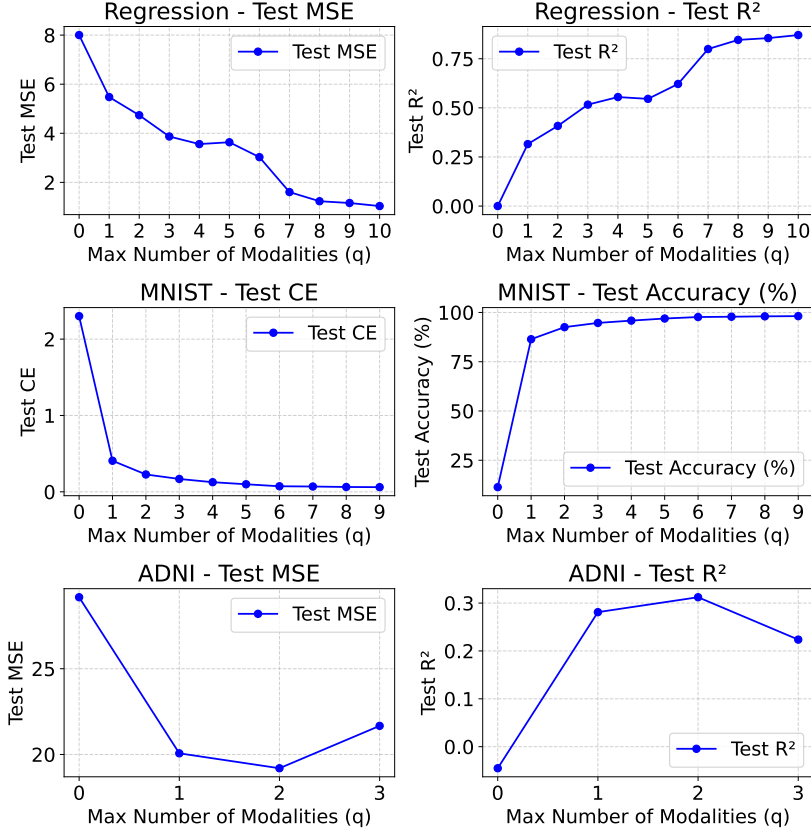 Regression - Test MSE
Test MSE
8
6
4
2
Test MSE
0 1 2 3 4 5 6 7 8 9 10
Max Number of Modalities (q)
Regression - Test R²
Test R²
0.75
0.50
0.25
0.00
Test R²
0 1 2 3 4 5 6 7 8 9 10
Max Number of Modalities (q)
MNIST - Test CE
Test CE
2
1
0
Test CE
0 1 2 3 4 5 6 7 8 9
Max Number of Modalities (q)
MNIST - Test Accuracy (%)
Test Accuracy (%)
100
75
50
25
Test Accuracy (%)
0 1 2 3 4 5 6 7 8 9
Max Number of Modalities (q)
ADNI - Test MSE
Test MSE
25
20
Test MSE
0 1 2 3
Max Number of Modalities (q)
ADNI - Test R²
Test R²
0.3
0.2
0.1
0.0
Test R²
0 1 2 3
Max Number of Modalities (q)